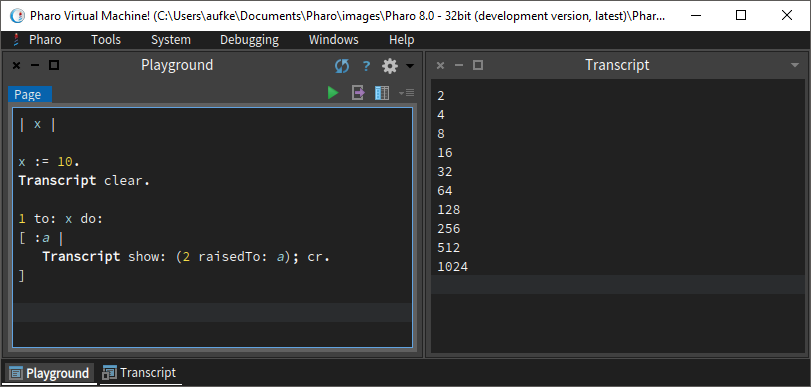 Pharo Virtual Machine! (C:\Users\aufke\Documents\Pharo\images\Pharo 8.0 - 32bit (development version, latest)\Phar...
Pharo Tools System Debugging Windows Help
Playground
?
Page
| x |
x := 10.
Transcript clear.
1 to: x do:
[ :a |
Transcript show: (2 raisedTo: a); cr.
]
Transcript
2
4
8
16
32
64
128
256
512
1024
Playground Transcript